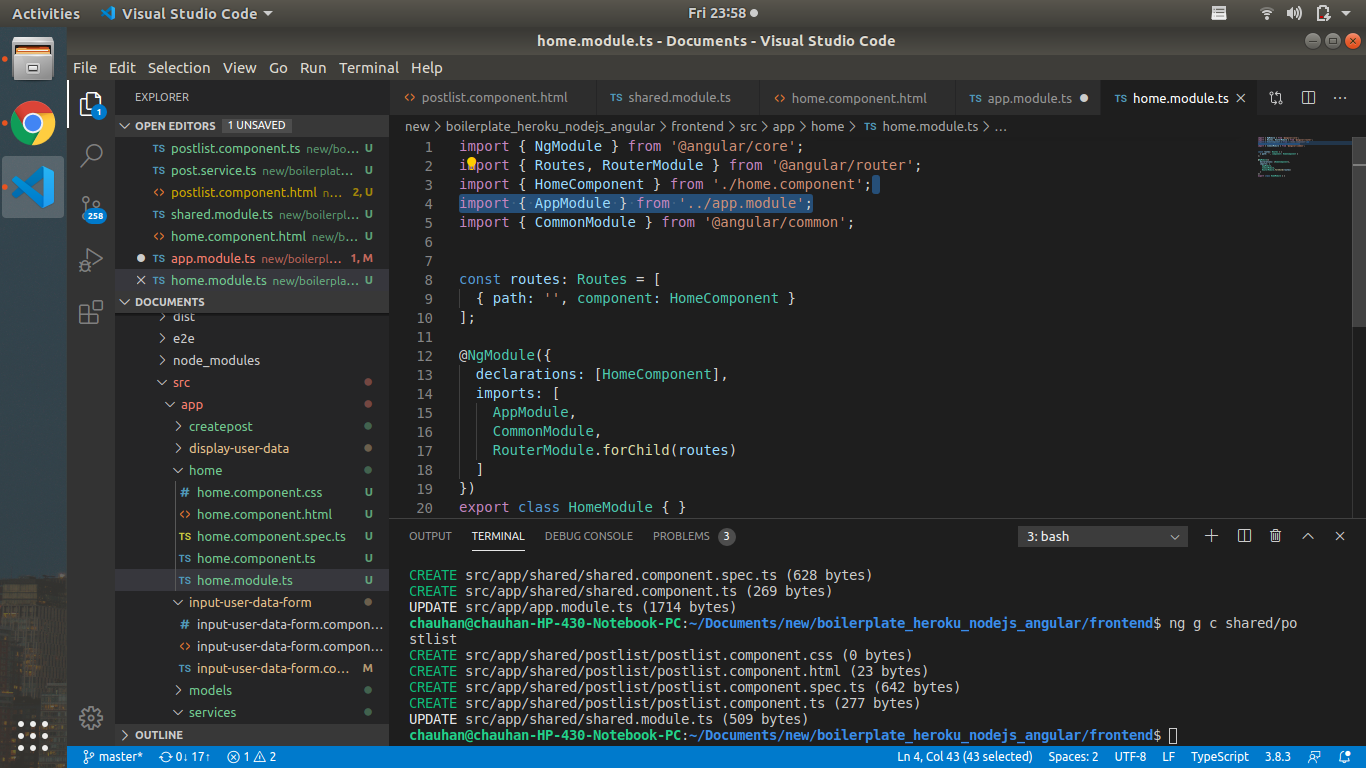 Activities Visual Studio Code Fri 23:58
home.module.ts - Documents - Visual Studio Code
File Edit Selection View Go Run Terminal Help
1
258
EXPLORER
OPEN EDITORS 1 UNSAVED
TS postlist.component.ts new/bo... U
TS post.service.ts new/boilerplat... U
<> postlist.component.html n... 2, U
TS shared.module.ts new/boilerpl... U
<> home.component.html new/b... U
TS app.module.ts new/boilerpl... 1, M
TS home.module.ts new/boilerpla... U
DOCUMENTS
dist
e2e
node_modules
src
app
createpost
display-user-data
home
# home.component.css U
<> home.component.html U
TS home.component.spec.ts U
TS home.component.ts U
TS home.module.ts U
input-user-data-form
# input-user-data-form.compon...
<> input-user-data-form.compon...
TS input-user-data-form.co... M
models
services
OUTLINE
<> postlist.component.html TS shared.module.ts <> home.component.html TS app.module.ts TS home.module.ts
new > boilerplate_heroku_nodejs_angular > frontend > src > app > home > TS home.module.ts > ...
1 import { NgModule } from '@angular/core';
2 import { Routes, RouterModule } from '@angular/router';
3 import { HomeComponent } from './home.component';
4 import { AppModule } from '../app.module';
5 import { CommonModule } from '@angular/common';
6
7
8 const routes: Routes = [
9 { path: '', component: HomeComponent }
10 ];
11
12 @NgModule({
13 declarations: [HomeComponent],
14 imports: [
15 AppModule,
16 CommonModule,
17 RouterModule.forChild(routes)
18 ]
19 })
20 export class HomeModule { }
OUTPUT TERMINAL DEBUG CONSOLE PROBLEMS 3 3: bash
CREATE src/app/shared/shared.component.spec.ts (628 bytes)
CREATE src/app/shared/shared.component.ts (269 bytes)
UPDATE src/app/app.module.ts (1714 bytes)
chauhan@chauhan-HP-430-Notebook-PC:~/Documents/new/boilerplate_heroku_nodejs_angular/frontend$ ng g c shared/po
stlist
CREATE src/app/shared/postlist/postlist.component.css (0 bytes)
CREATE src/app/shared/postlist/postlist.component.html (23 bytes)
CREATE src/app/shared/postlist/postlist.component.spec.ts (642 bytes)
CREATE src/app/shared/postlist/postlist.component.ts (277 bytes)
UPDATE src/app/shared/shared.module.ts (509 bytes)
chauhan@chauhan-HP-430-Notebook-PC:~/Documents/new/boilerplate_heroku_nodejs_angular/frontend$
master* 0↓ 17↑ 1 2 Ln 4, Col 43 (43 selected) Spaces: 2 UTF-8 LF TypeScript 3.8.3